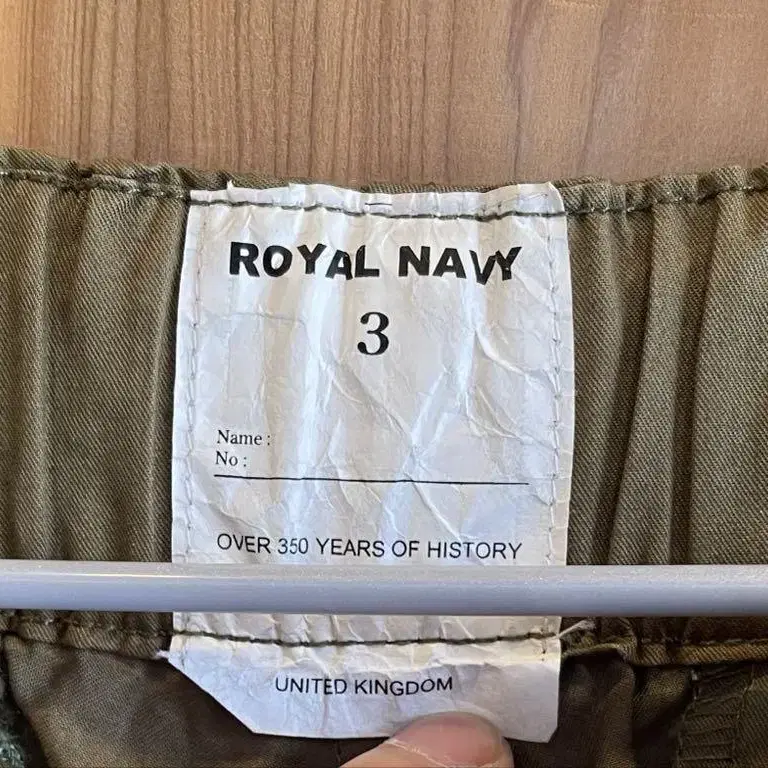 ROYAL NAVY
3
Name :
No :
OVER 350 YEARS OF HISTORY
UNITED KINGDOM